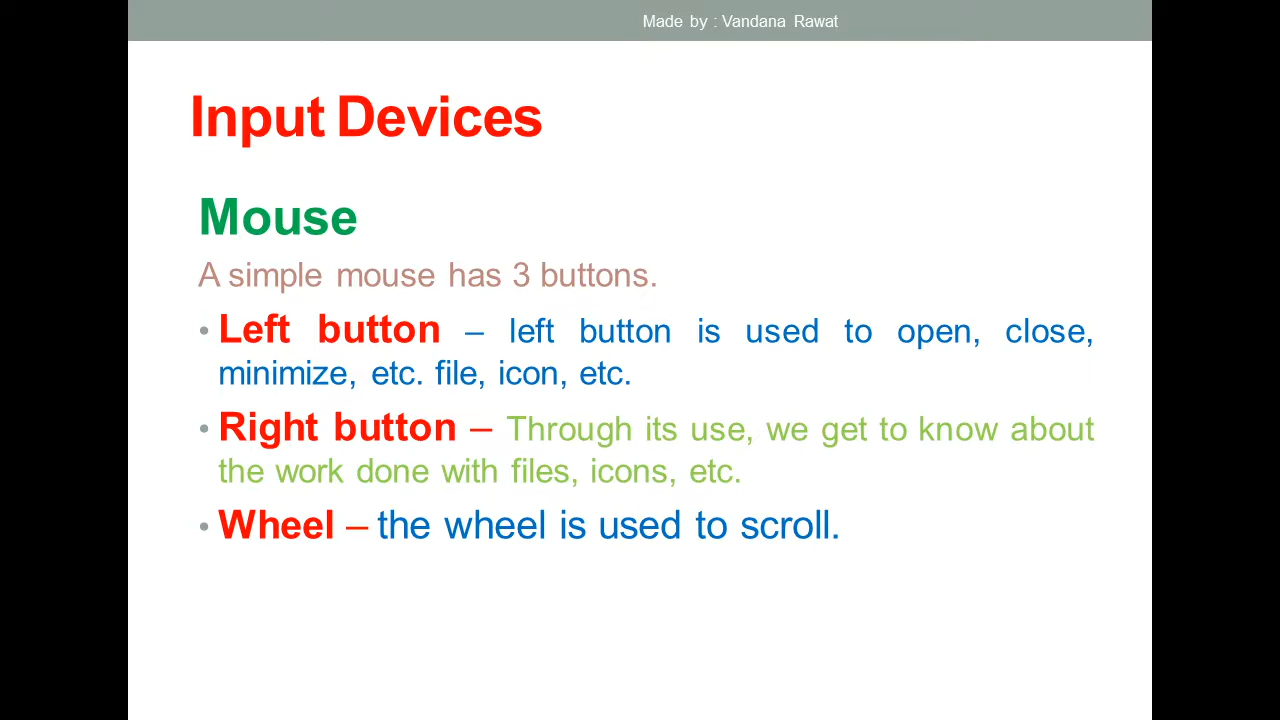 Made by : Vandana Rawat
Input Devices
Mouse
A simple mouse has 3 buttons.
• Left button – left button is used to open, close,
minimize, etc. file, icon, etc.
• Right button – Through its use, we get to know about
the work done with files, icons, etc.
• Wheel – the wheel is used to scroll.